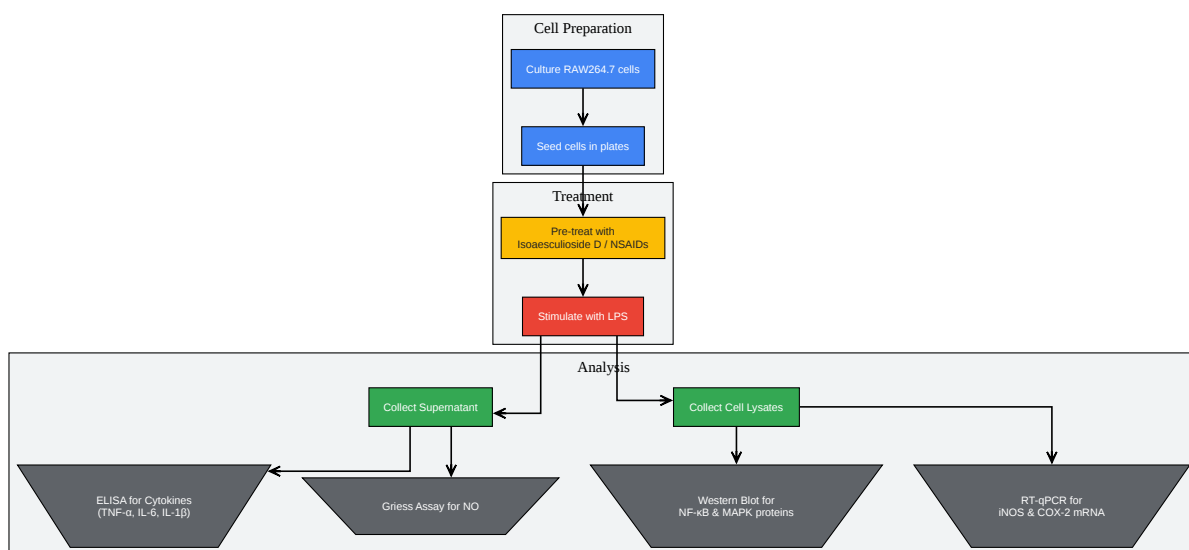 Cell Preparation
Culture RAW264.7 cells
Seed cells in plates
Treatment
Pre-treat with
Isoaesculioside D / NSAIDs
Stimulate with LPS
Analysis
Collect Supernatant
Collect Cell Lysates
ELISA for Cytokines
(TNF-α, IL-6, IL-1β)
Griess Assay for NO
Western Blot for
NF-κB & MAPK proteins
RT-qPCR for
iNOS & COX-2 mRNA